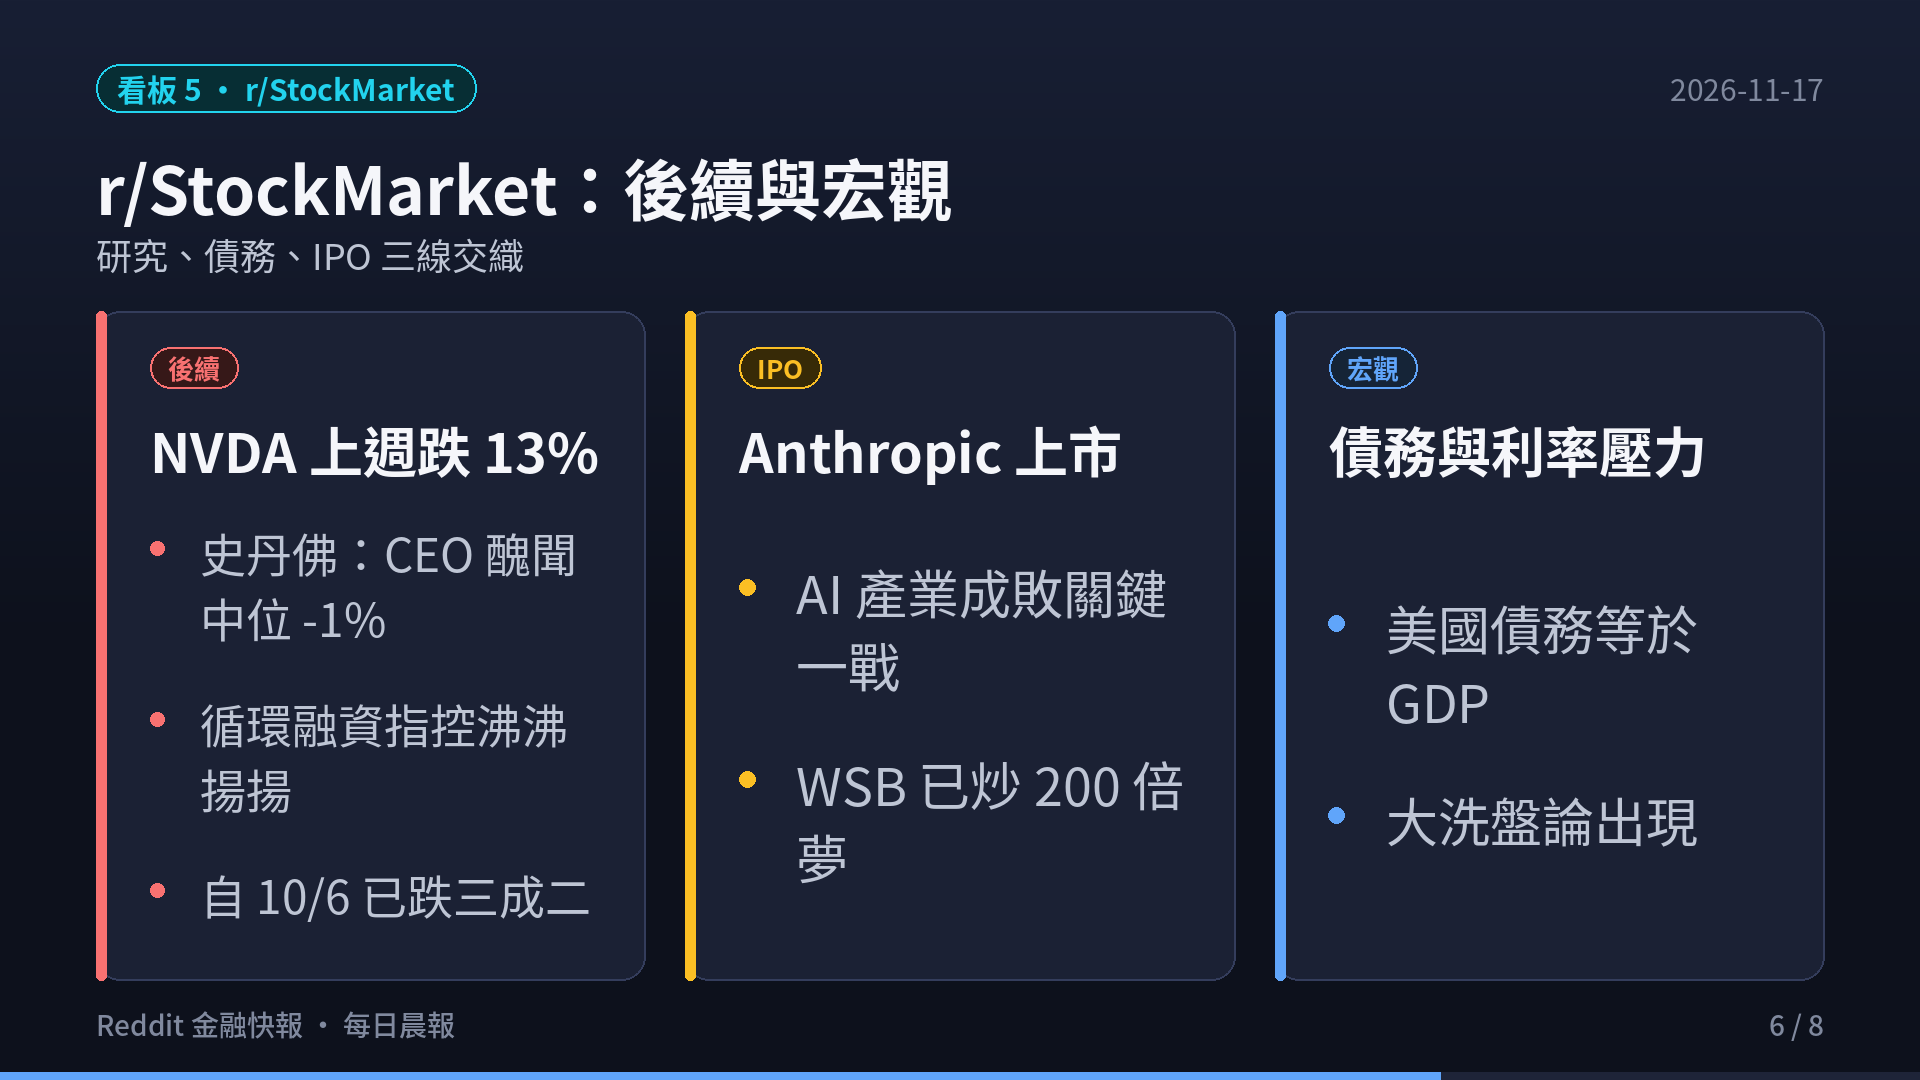 看板 5 · r/StockMarket
2026-11-17
r/StockMarket：後續與宏觀
研究、債務、IPO 三線交織
後續
NVDA 上週跌 13%
史丹佛：CEO 醜聞
中位 -1%
循環融資指控沸沸
揚揚
自 10/6 已跌三成二
IPO
Anthropic 上市
AI 產業成敗關鍵
一戰
WSB 已炒 200 倍
夢
宏觀
債務與利率壓力
美國債務等於
GDP
大洗盤論出現
Reddit 金融快報 · 每日晨報
6 / 8